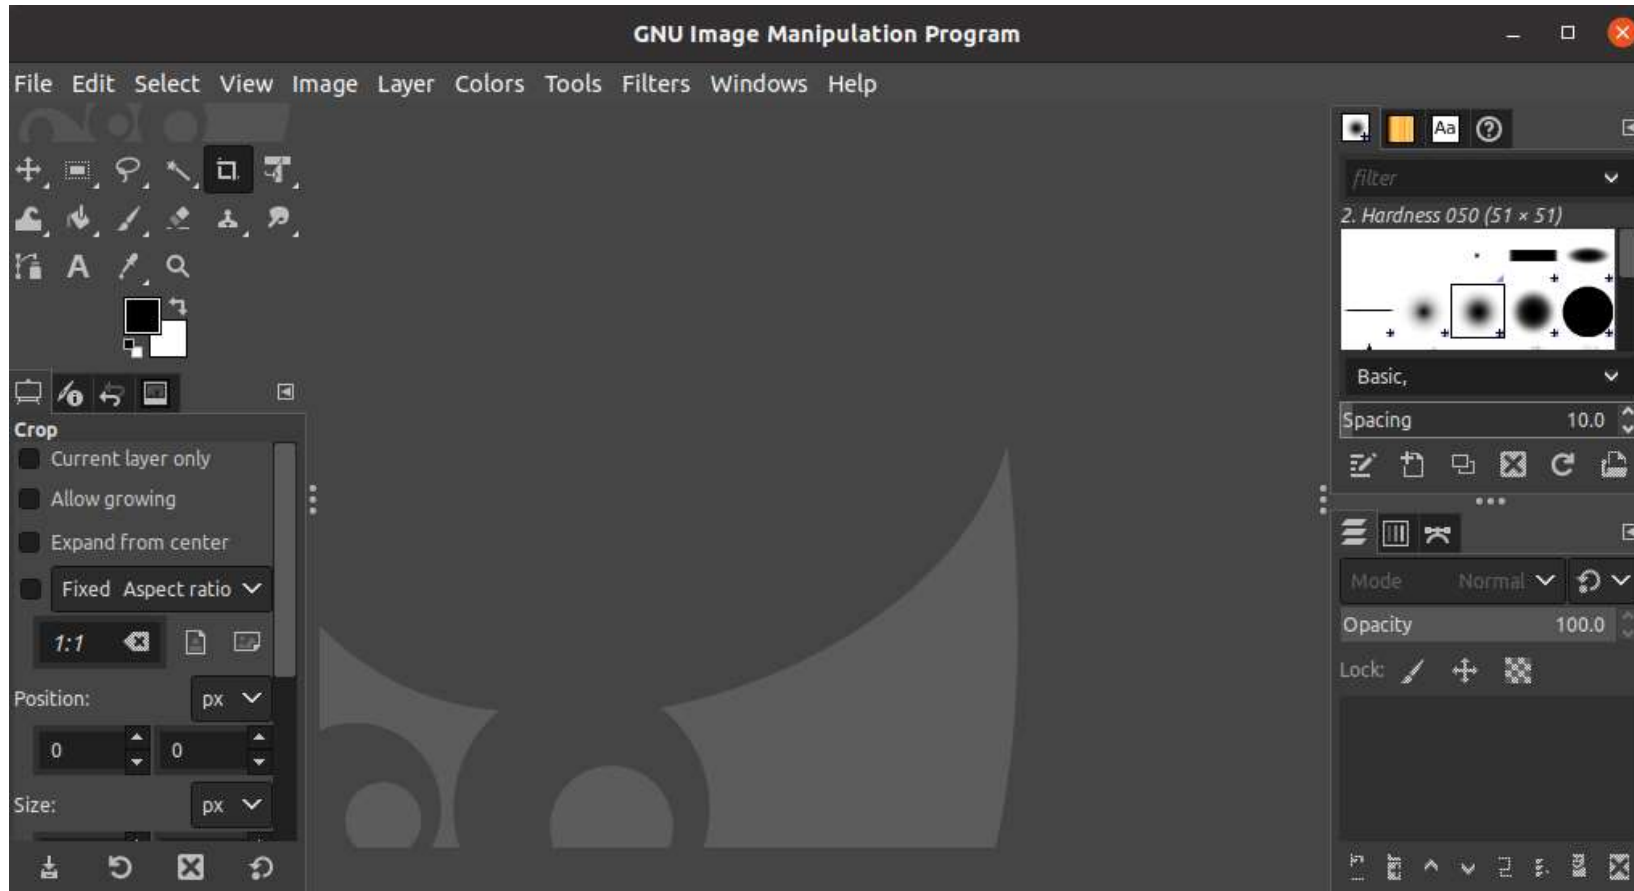 GNU Image Manipulation Program
File Edit Select View Image Layer Colors Tools Filters Windows Help
Aa
filter
2. Hardness 050 (51 × 51)
A
Basic,
Crop
Spacing 10.0
Current layer only
Allow growing
Expand from center
Fixed Aspect ratio
Mode Normal
1:1
Opacity 100.0
Lock:
Position: px
0 0
Size: px